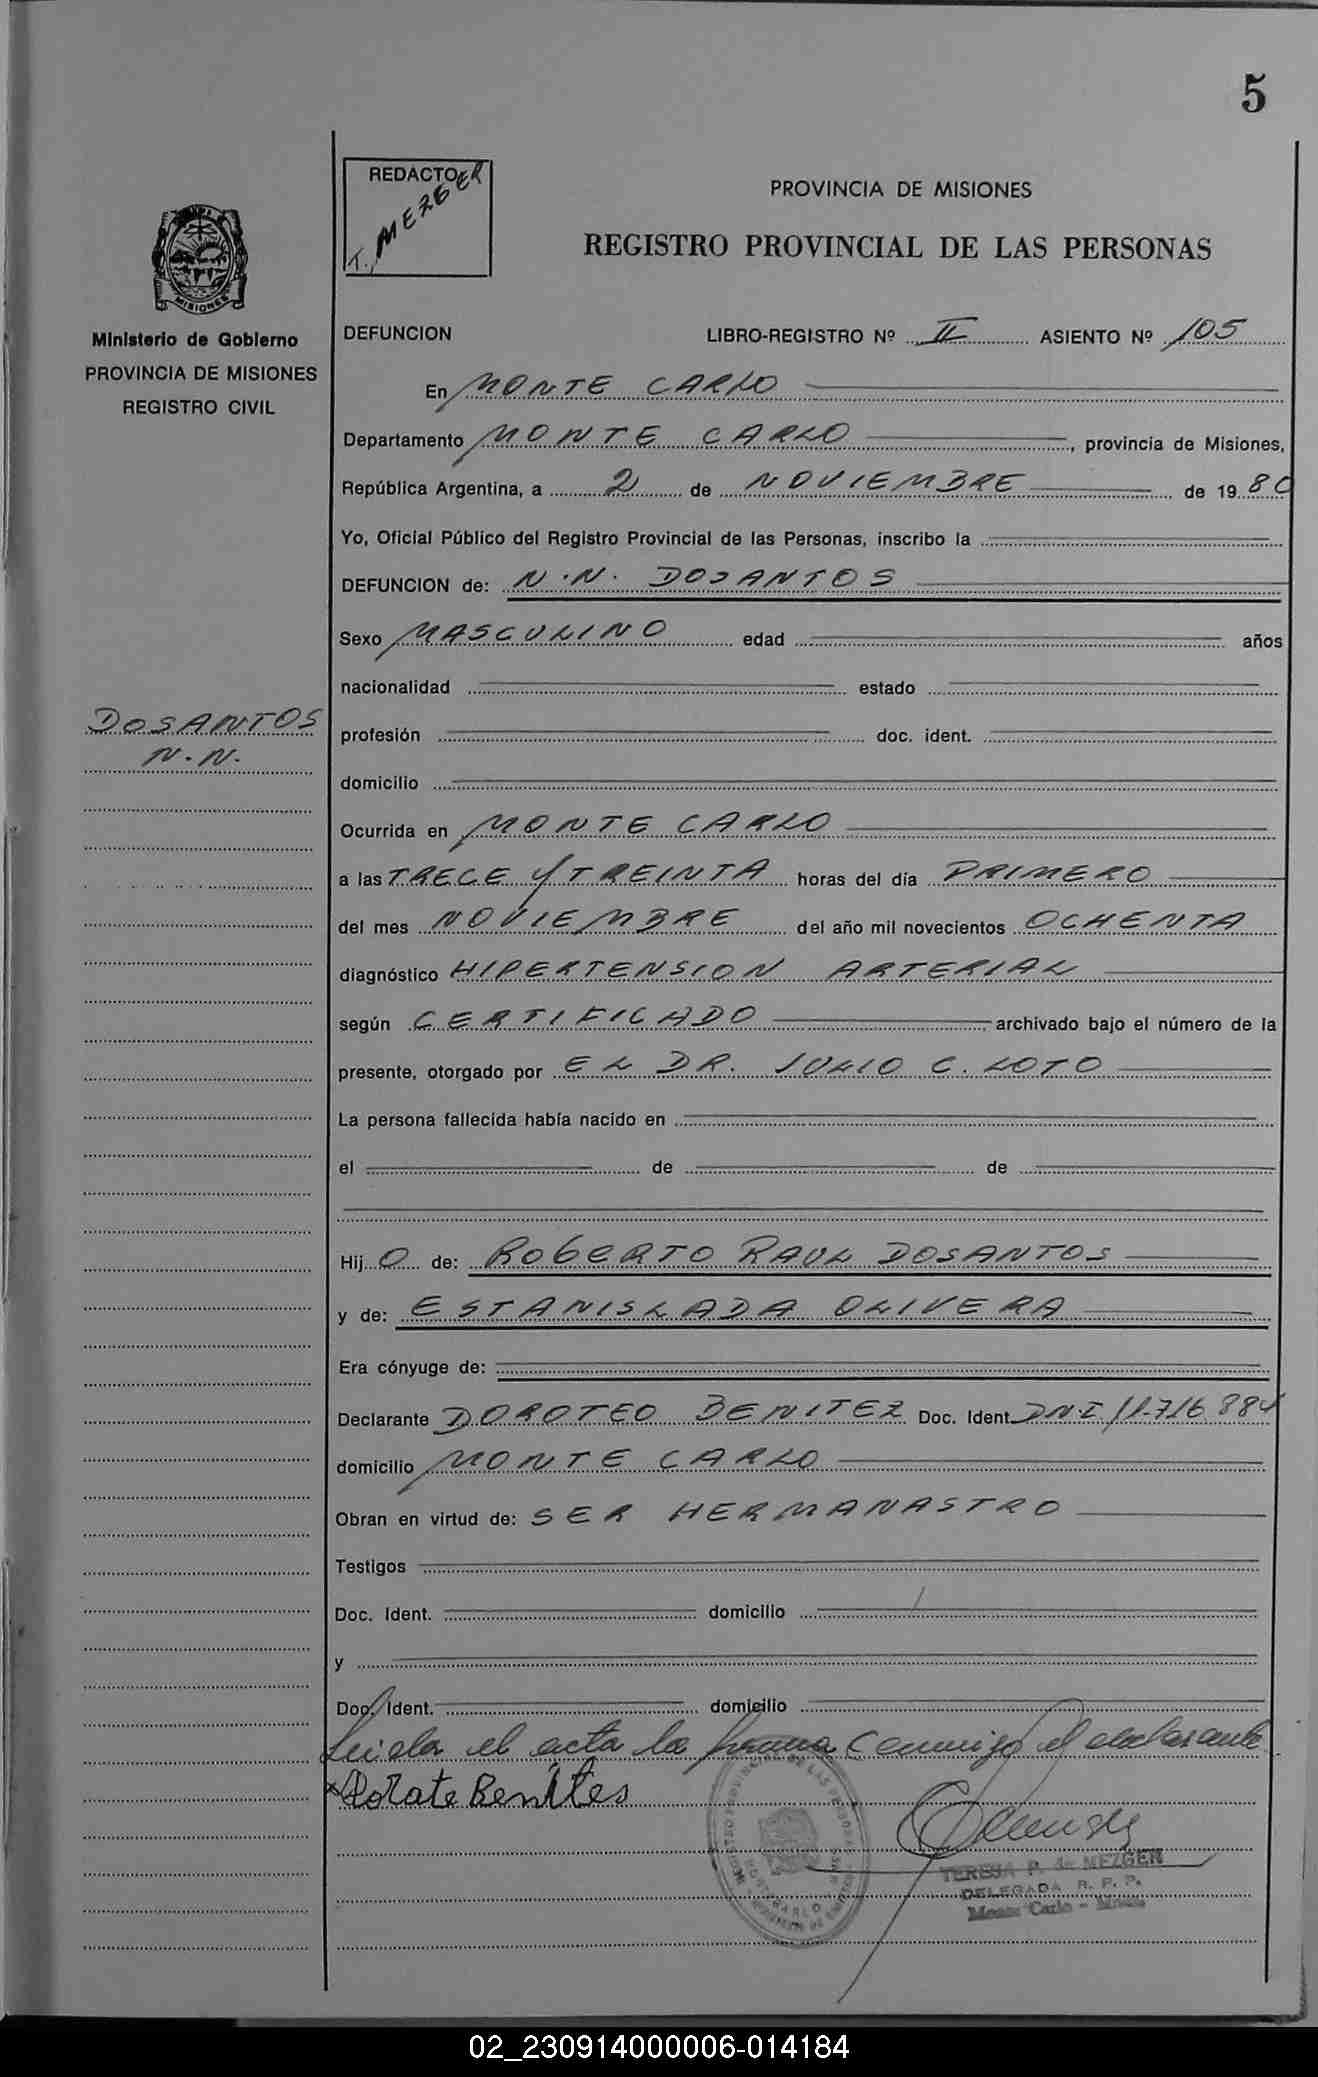 5
REDACTOR
T. MEZGER
PROVINCIA DE MISIONES
REGISTRO PROVINCIAL DE LAS PERSONAS
MISIONES
Ministerio de Gobierno
PROVINCIA DE MISIONES
REGISTRO CIVIL
DEFUNCION LIBRO-REGISTRO Nº II ASIENTO Nº 105
En MONTE CARLO
Departamento MONTE CARLO, provincia de Misiones,
República Argentina, a 2 de NOVIEMBRE de 1980
Yo, Oficial Público del Registro Provincial de las Personas, inscribo la
DEFUNCION de: N.N. DOSANTOS
Sexo MASCULINO edad años
nacionalidad estado
DOSANTOS
N.N.
profesión doc. ident.
domicilio
Ocurrida en MONTE CARLO
a las TRECE Y TREINTA horas del día PRIMERO
del mes NOVIEMBRE del año mil novecientos OCHENTA
diagnóstico HIPERTENSION ARTERIAL
según CERTIFICADO archivado bajo el número de la
presente, otorgado por EL DR. JULIO C. LOTO
La persona fallecida había nacido en
el de de
Hij O de: ROBERTO RAUL DOSANTOS
y de: ESTANISLADA OLIVERA
Era cónyuge de:
Declarante DOROTEO BENITEZ Doc. Ident. DNI 11.716.884
domicilio MONTE CARLO
Obran en virtud de: SER HERMANASTRO
Testigos
Doc. Ident. domicilio
y
Doc. Ident. domicilio
Leida el acta la firma conmigo el declarante
Dorate Benites
TERESA P. de MEZGER
DELEGADA R. P. P.
Monte Carlo - Mnes.
02_230914000006-014184